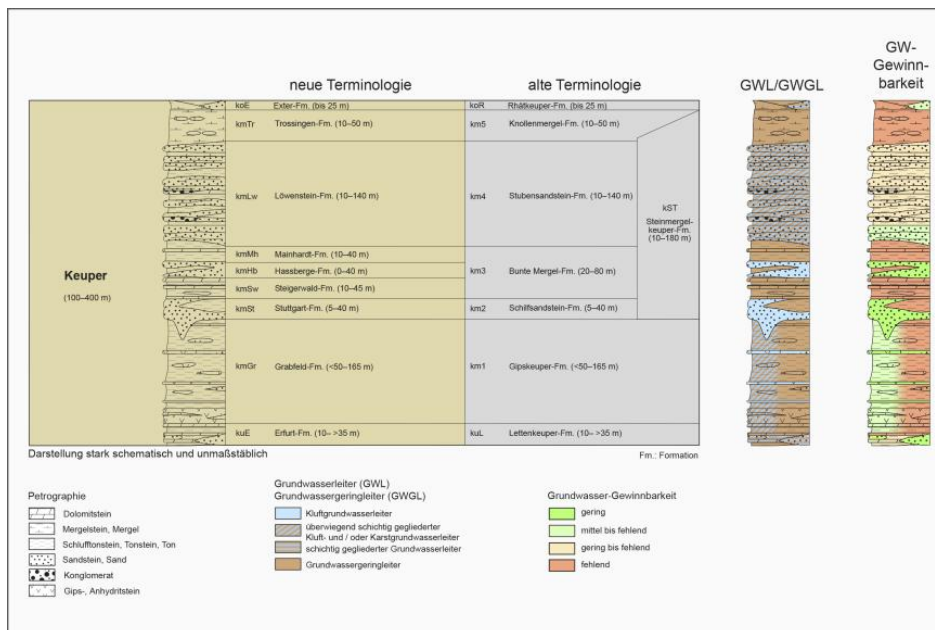 neue Terminologie
alte Terminologie
GWL/GWGL
GW-
Gewinn-
barkeit
Keuper
(100–400 m)
koE Exter-Fm. (bis 25 m)
koR Rhätkeuper-Fm. (bis 25 m)
kmTr Trossingen-Fm. (10–50 m)
km5 Knollenmergel-Fm. (10–50 m)
kmLw Löwenstein-Fm. (10–140 m)
km4 Stubensandstein-Fm. (10–140 m)
kST
Steinmergel-
keuper-Fm.
(10–180 m)
kmMh Mainhardt-Fm. (10–40 m)
kmHb Hassberge-Fm. (0–40 m)
km3 Bunte Mergel-Fm. (20–80 m)
kmSw Steigerwald-Fm. (10–45 m)
kmSt Stuttgart-Fm. (5–40 m)
km2 Schilfsandstein-Fm. (5–40 m)
kmGr Grabfeld-Fm. (<50–165 m)
km1 Gipskeuper-Fm. (<50–165 m)
kuE Erfurt-Fm. (10– >35 m)
kuL Lettenkeuper-Fm. (10– >35 m)
Darstellung stark schematisch und unmaßstäblich
Fm.: Formation
Petrographie
Dolomitstein
Mergelstein, Mergel
Schlufftonstein, Tonstein, Ton
Sandstein, Sand
Konglomerat
Gips-, Anhydritstein
Grundwasserleiter (GWL)
Grundwassergeringleiter (GWGL)
Kluftgrundwasserleiter
überwiegend schichtig gegliederter
Kluft- und / oder Karstgrundwasserleiter
schichtig gegliederter Grundwasserleiter
Grundwassergeringleiter
Grundwasser-Gewinnbarkeit
gering
mittel bis fehlend
gering bis fehlend
fehlend